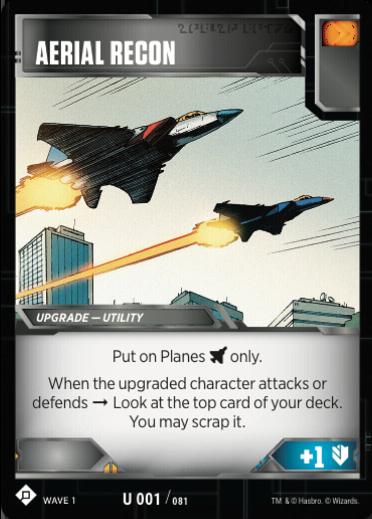 AERIAL RECON
UPGRADE — UTILITY
Put on Planes only.
When the upgraded character attacks or
defends → Look at the top card of your deck.
You may scrap it.
+1
WAVE 1
U 001 / 081
TM & © Hasbro. © Wizards.